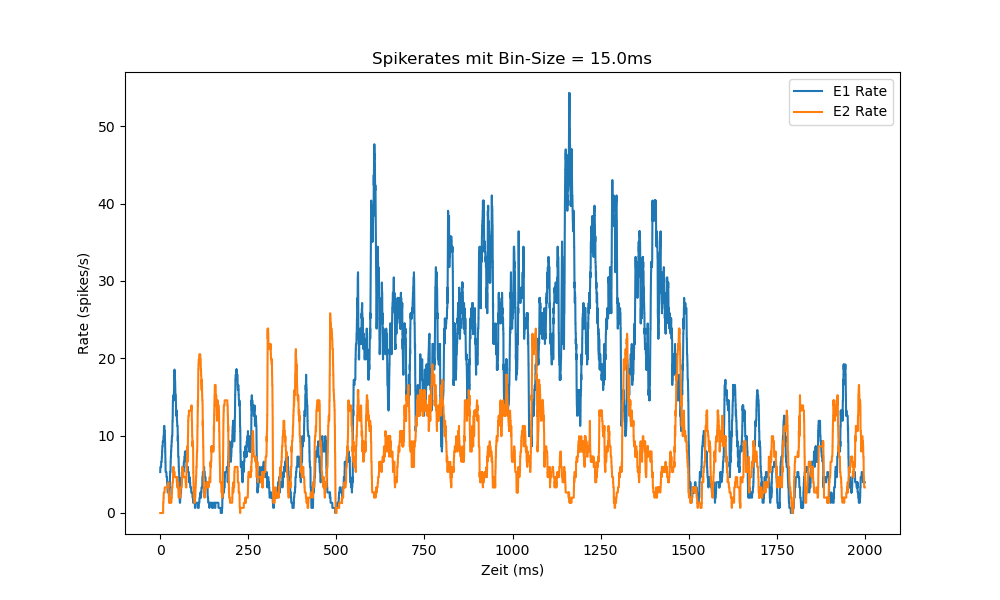 Spikerates mit Bin-Size = 15.0ms
E1 Rate
E2 Rate
Rate (spikes/s)
50
40
30
20
10
0
0 250 500 750 1000 1250 1500 1750 2000
Zeit (ms)